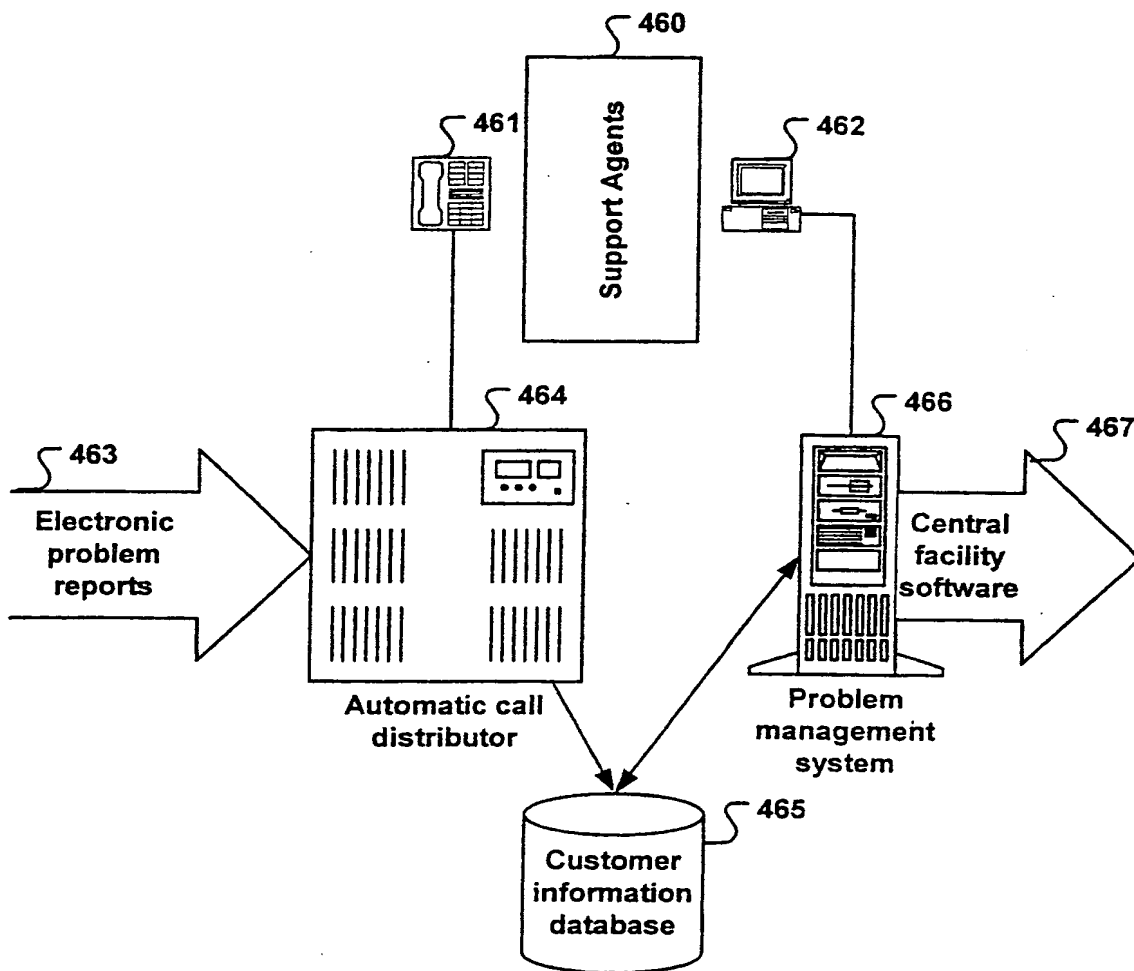 460
461
462
Support Agents
464
466
467
463
Electronic
problem
reports
Central
facility
software
Automatic call
distributor
Problem
management
system
465
Customer
information
database